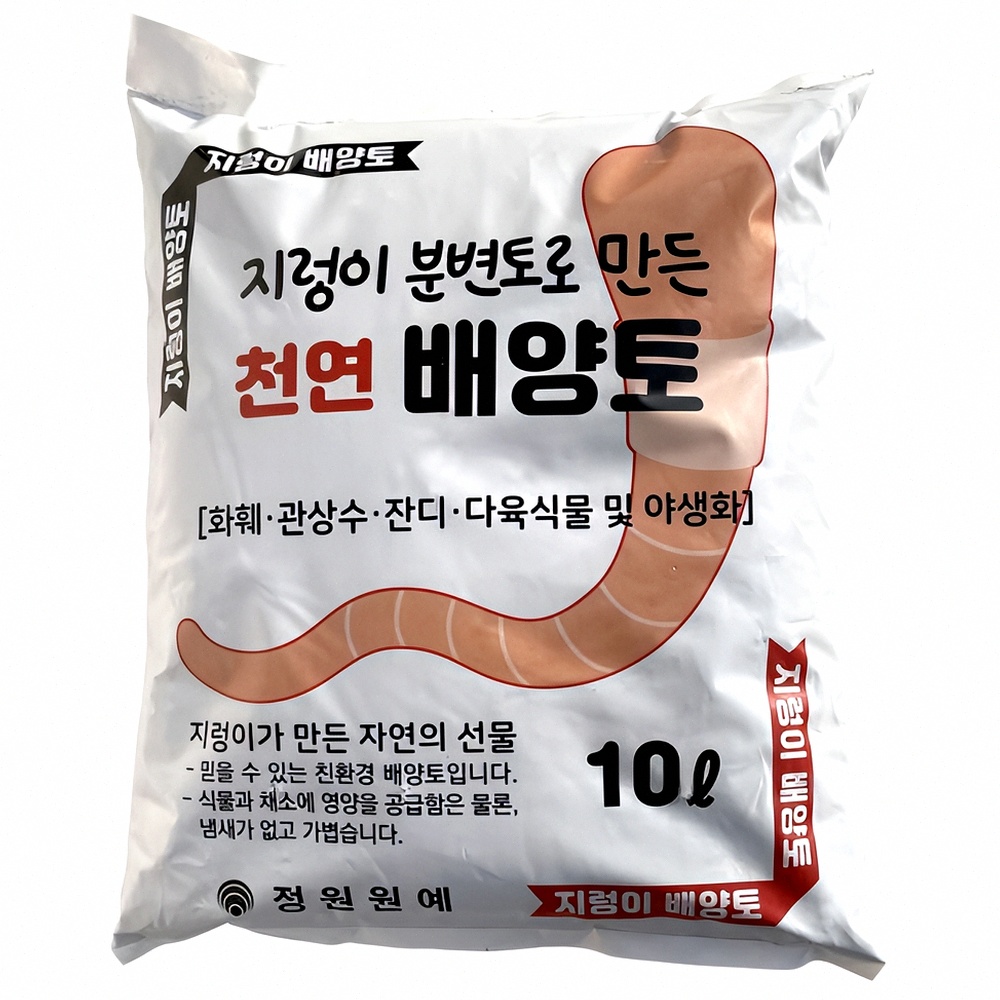 지렁이 배양토
지렁이 배양토
지렁이 분변토로 만든
천연 배양토
[화훼·관상수·잔디·다육식물 및 야생화]
지렁이가 만든 자연의 선물
- 믿을 수 있는 친환경 배양토입니다.
- 식물과 채소에 영양을 공급함은 물론,
냄새가 없고 가볍습니다.
10ℓ
정원원예
지렁이 배양토
지렁이 배양토